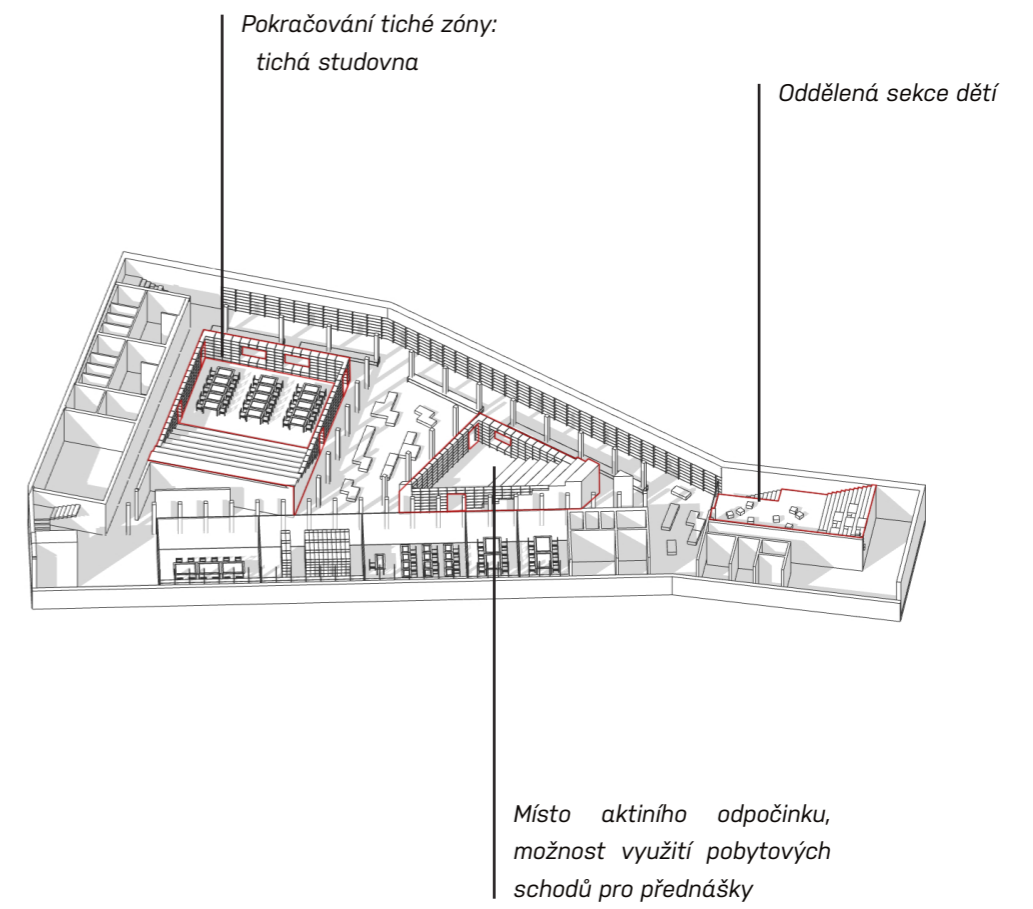 Pokračování tiché zóny:
tichá studovna
Oddělená sekce dětí
Místo aktiního odpočinku,
možnost využití pobytových
schodů pro přednášky